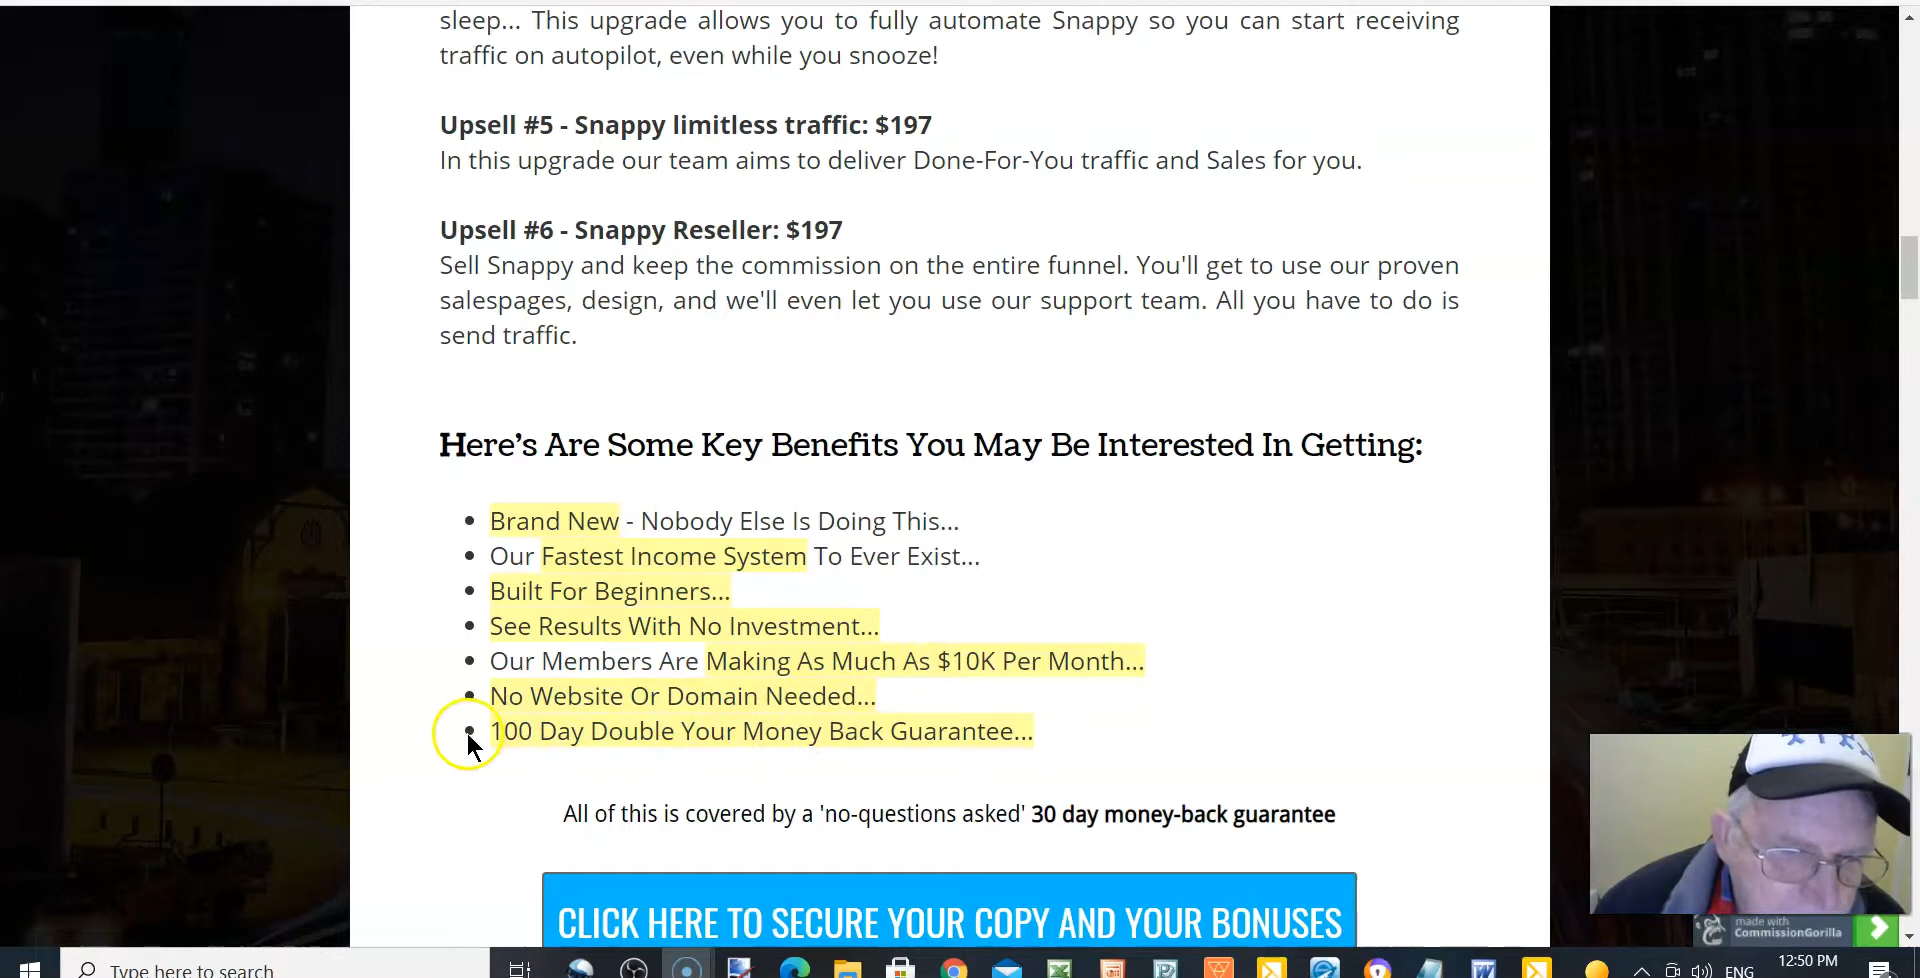 sleep... This upgrade allows you to fully automate Snappy so you can start receiving
traffic on autopilot, even while you snooze!
Upsell #5 - Snappy limitless traffic: $197
In this upgrade our team aims to deliver Done-For-You traffic and Sales for you.
Upsell #6 - Snappy Reseller: $197
Sell Snappy and keep the commission on the entire funnel. You'll get to use our proven
salespages, design, and we'll even let you use our support team. All you have to do is
send traffic.
Here's Are Some Key Benefits You May Be Interested In Getting:
Brand New - Nobody Else Is Doing This...
Our Fastest Income System To Ever Exist...
Built For Beginners...
See Results With No Investment...
Our Members Are Making As Much As $10K Per Month...
No Website Or Domain Needed...
100 Day Double Your Money Back Guarantee...
All of this is covered by a 'no-questions asked' 30 day money-back guarantee
CLICK HERE TO SECURE YOUR COPY AND YOUR BONUSES
made with
CommissionGorilla
Type here to search
ENG
12:50 PM